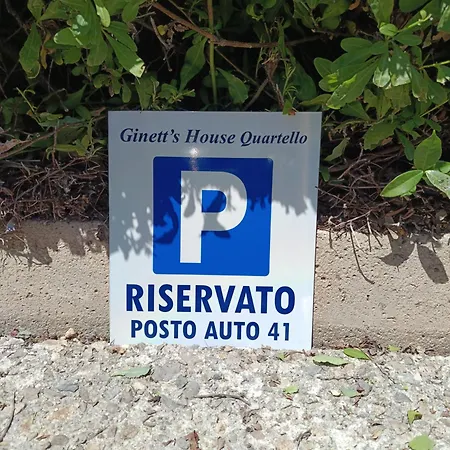 Ginett's House Quartello
P
RISERVATO
POSTO AUTO 41